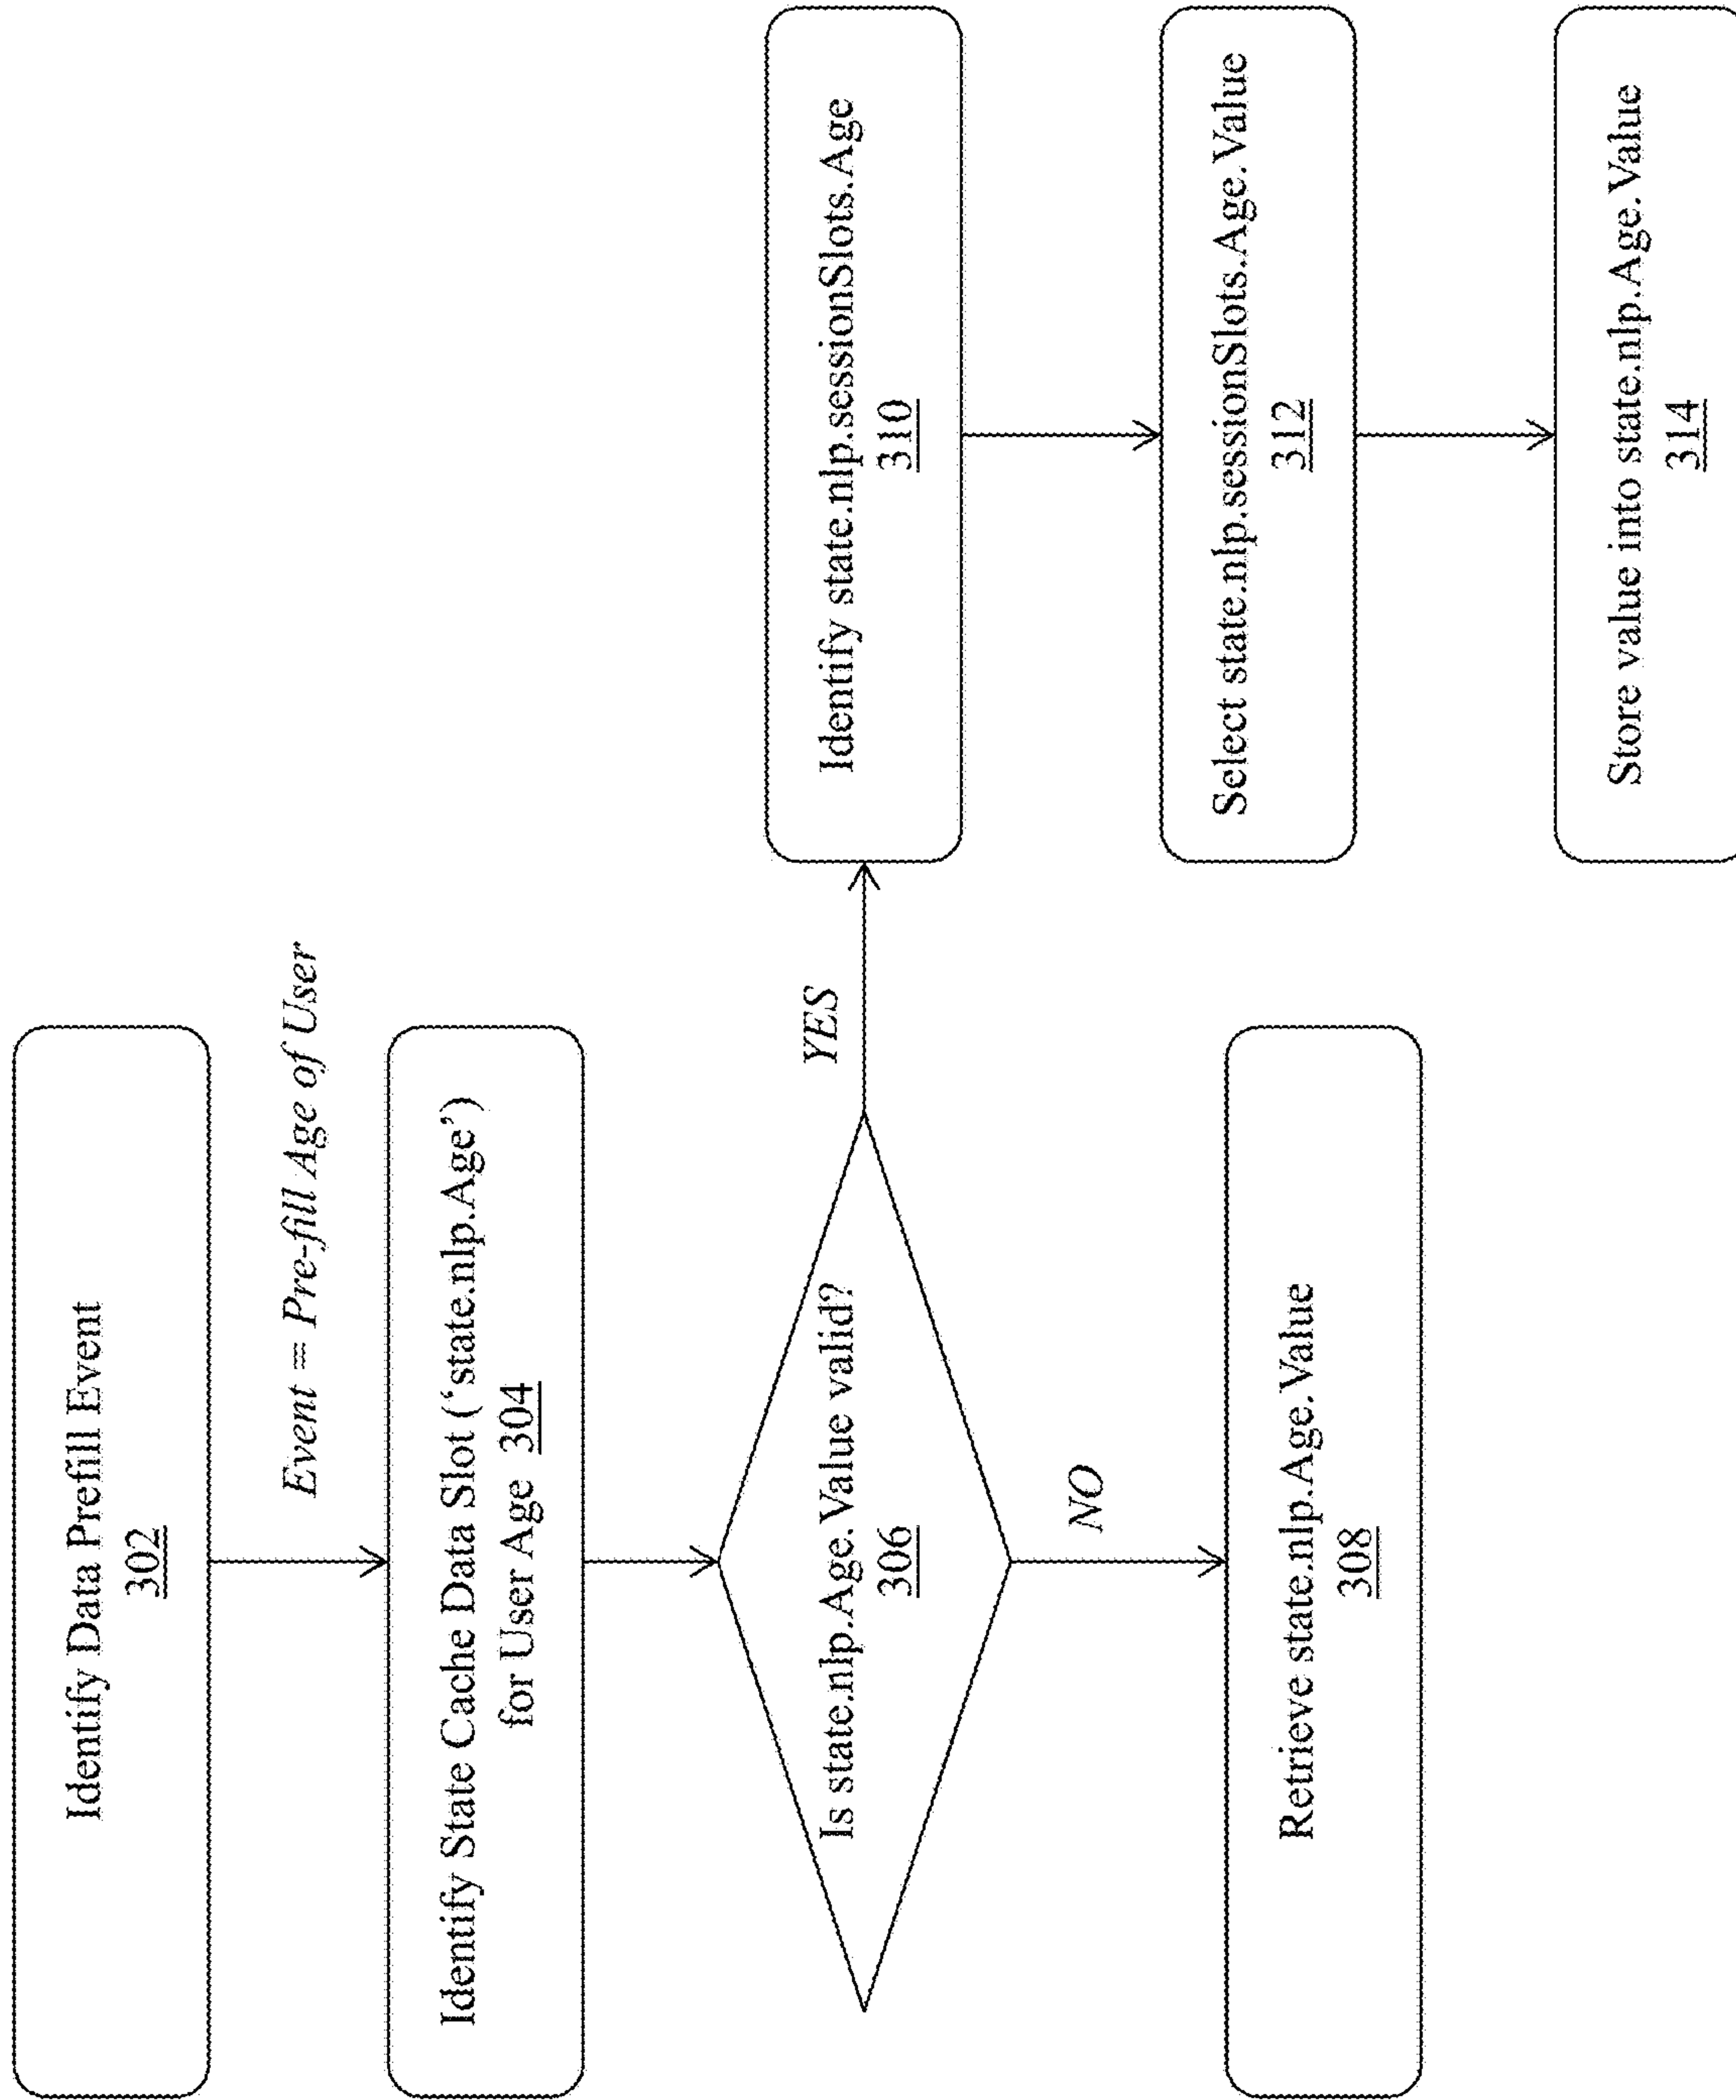 Identify Data Prefill Event
302
Event = Pre-fill Age of User
Identify State Cache Data Slot (‘state.nlp.Age’)
for User Age 304
Is state.nlp.Age.Value valid?
306
YES
NO
Retrieve state.nlp.Age.Value
308
Identify state.nlp.sessionSlots.Age
310
Select state.nlp.sessionSlots.Age.Value
312
Store value into state.nlp.Age.Value
314